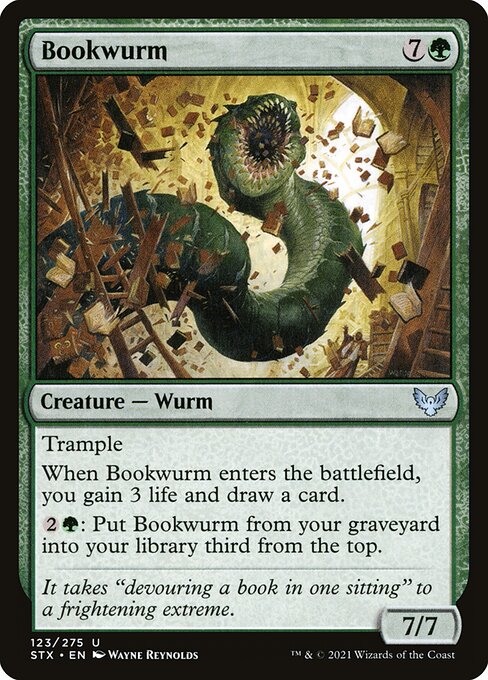 Bookwurm 7
Creature — Wurm
Trample
When Bookwurm enters the battlefield,
you gain 3 life and draw a card.
2 : Put Bookwurm from your graveyard
into your library third from the top.
It takes “devouring a book in one sitting” to
a frightening extreme.
7/7
123/275 U
STX • EN Wayne Reynolds
™ & © 2021 Wizards of the Coast